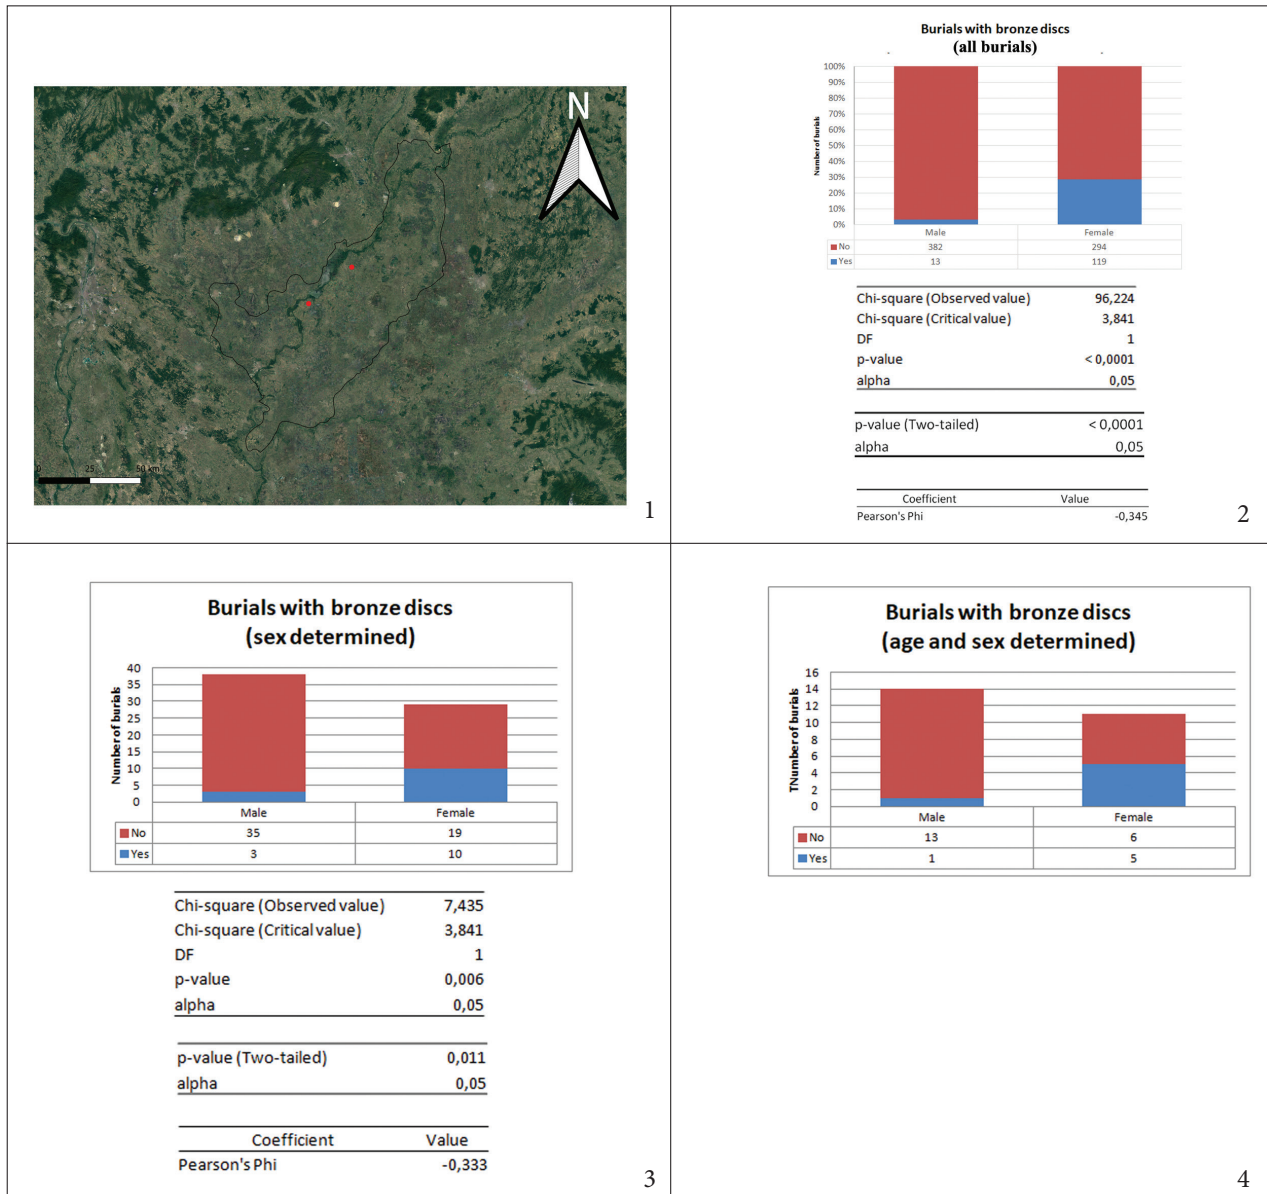 N
0 25 50 km
1
Burials with bronze discs
(all burials)
Number of burials
100%
90%
80%
70%
60%
50%
40%
30%
20%
10%
0%
Male Female
No 382 294
Yes 13 119
Chi-square (Observed value) 96,224
Chi-square (Critical value) 3,841
DF 1
p-value < 0,0001
alpha 0,05
p-value (Two-tailed) < 0,0001
alpha 0,05
Coefficient Value
Pearson's Phi -0,345
2
Burials with bronze discs
(sex determined)
Number of burials
40
35
30
25
20
15
10
5
0
Male Female
No 35 19
Yes 3 10
Chi-square (Observed value) 7,435
Chi-square (Critical value) 3,841
DF 1
p-value 0,006
alpha 0,05
p-value (Two-tailed) 0,011
alpha 0,05
Coefficient Value
Pearson's Phi -0,333
3
Burials with bronze discs
(age and sex determined)
TNumber of burials
16
14
12
10
8
6
4
2
0
Male Female
No 13 6
Yes 1 5
4